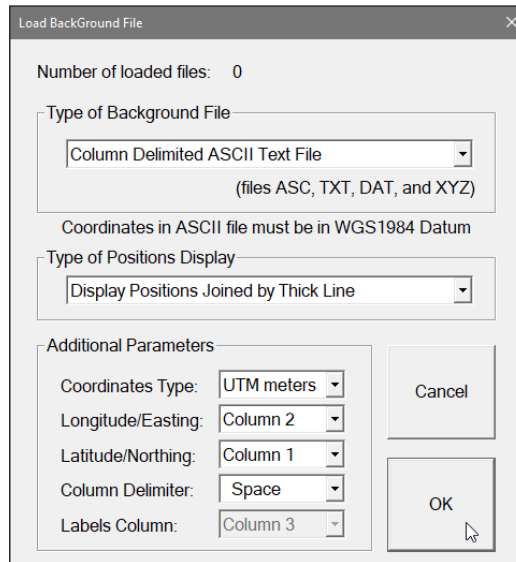 Load BackGround File
Number of loaded files: 0
Type of Background File
Column Delimited ASCII Text File
(files ASC, TXT, DAT, and XYZ)
Coordinates in ASCII file must be in WGS1984 Datum
Type of Positions Display
Display Positions Joined by Thick Line
Additional Parameters
Coordinates Type: UTM meters
Longitude/Easting: Column 2
Latitude/Northing: Column 1
Column Delimiter: Space
Labels Column: Column 3
Cancel
OK